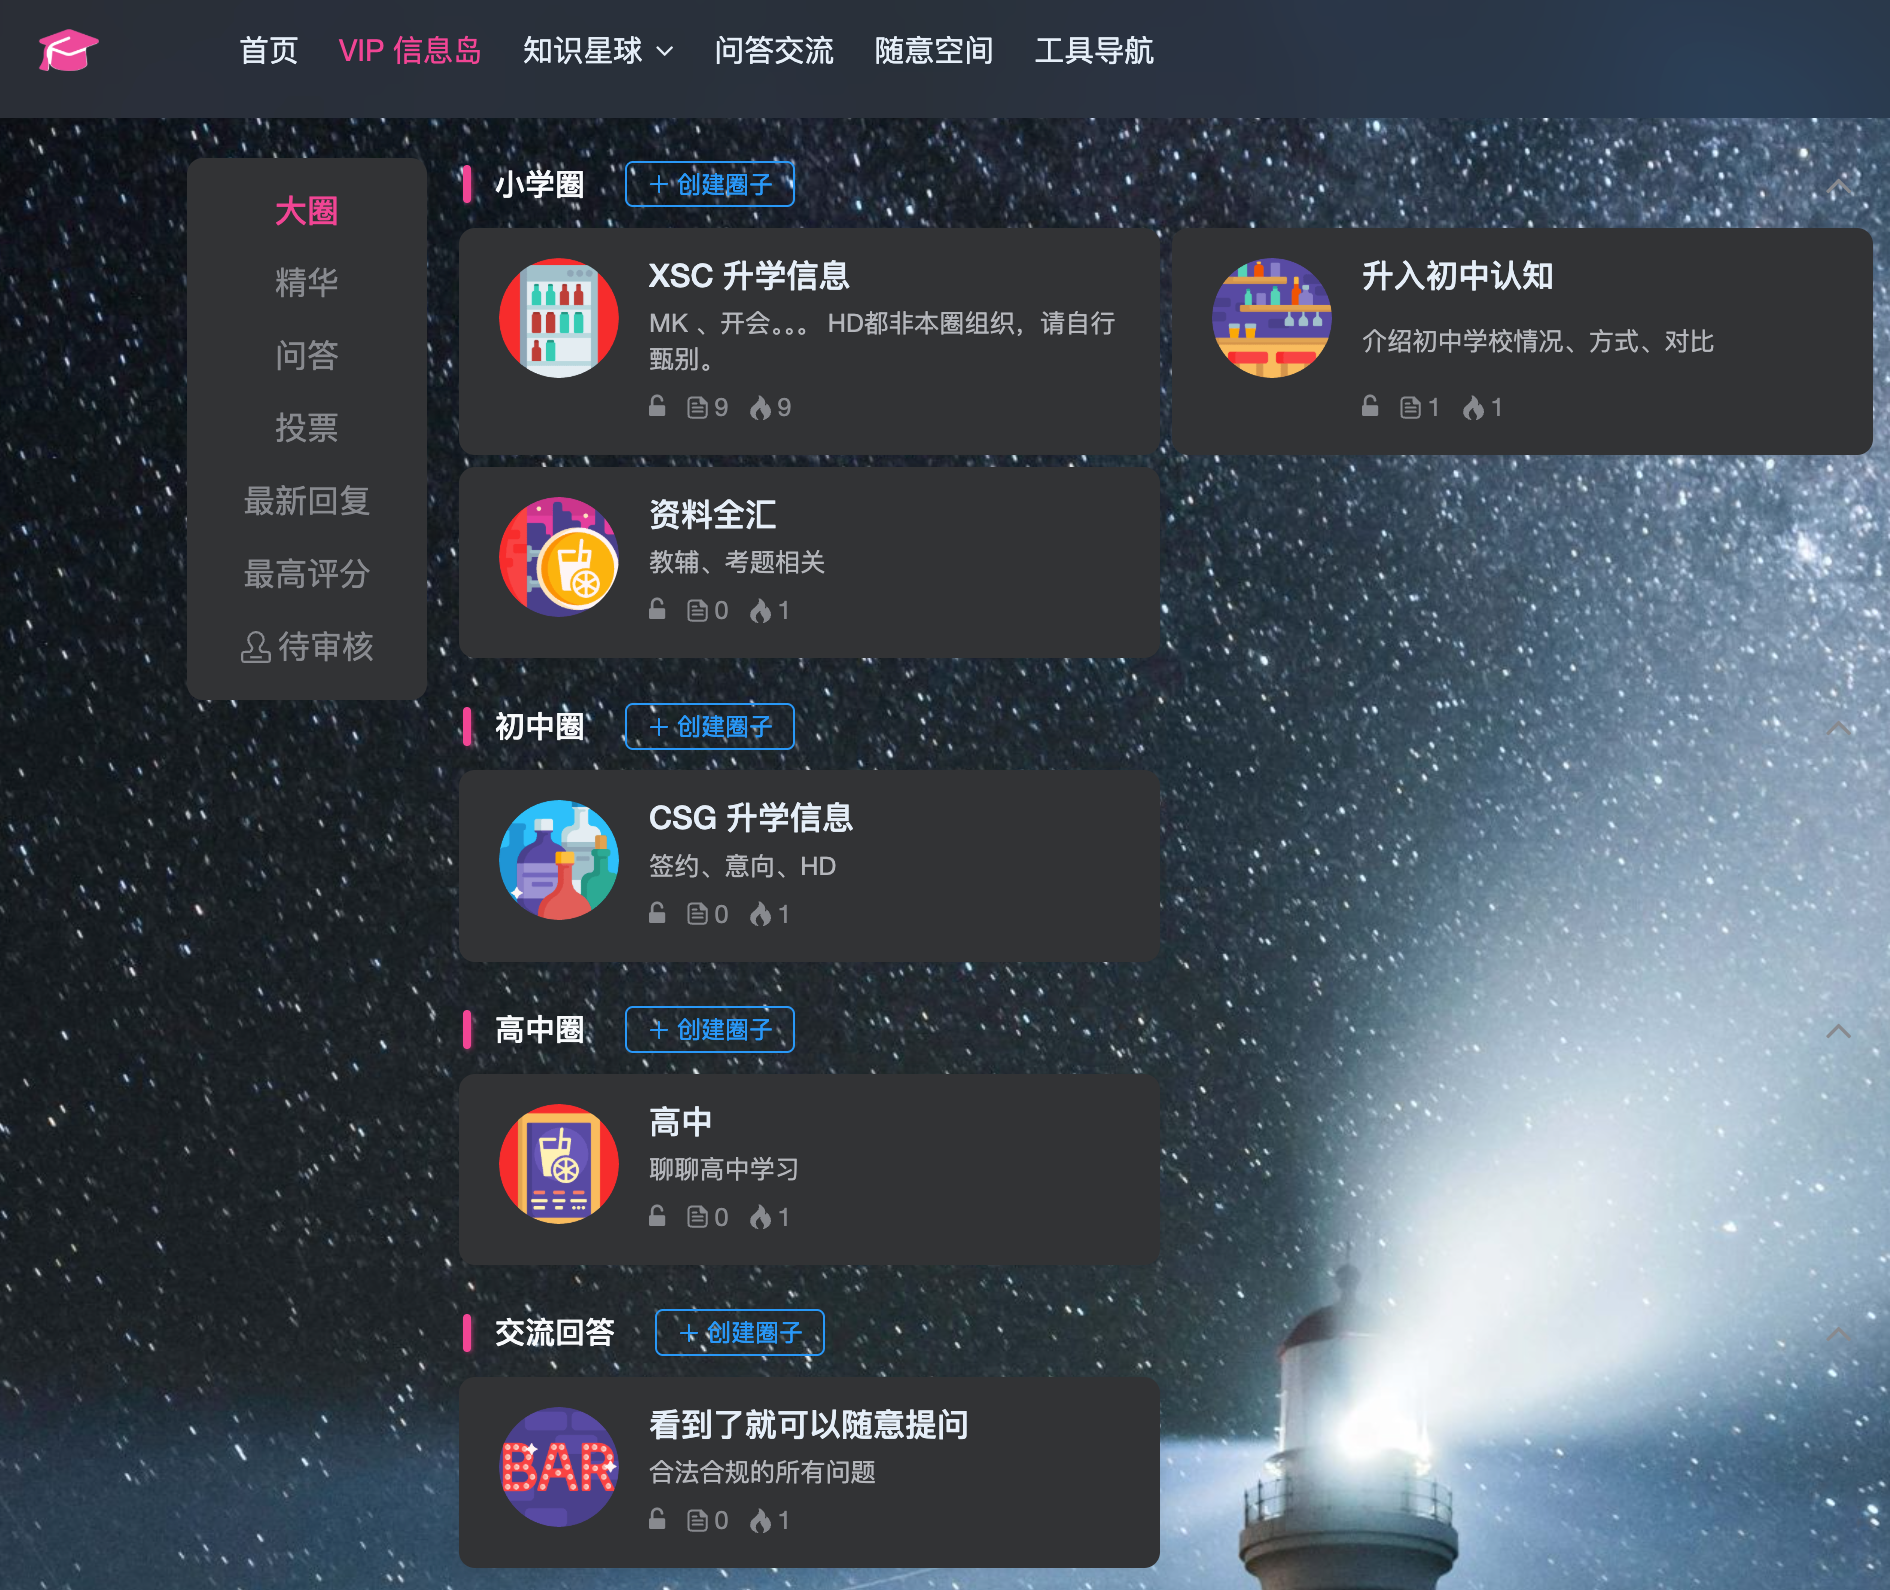 首页 VIP 信息岛 知识星球 问答交流 随意空间 工具导航
大圈
精华
问答
投票
最新回复
最高评分
待审核
小学圈 + 创建圈子
XSC 升学信息
MK 、开会。。。 HD都非本圈组织，请自行
甄别。
9 9
升入初中认知
介绍初中学校情况、方式、对比
1 1
资料全汇
教辅、考题相关
0 1
初中圈 + 创建圈子
CSG 升学信息
签约、意向、HD
0 1
高中圈 + 创建圈子
高中
聊聊高中学习
0 1
交流回答 + 创建圈子
BAR
看到了就可以随意提问
合法合规的所有问题
0 1